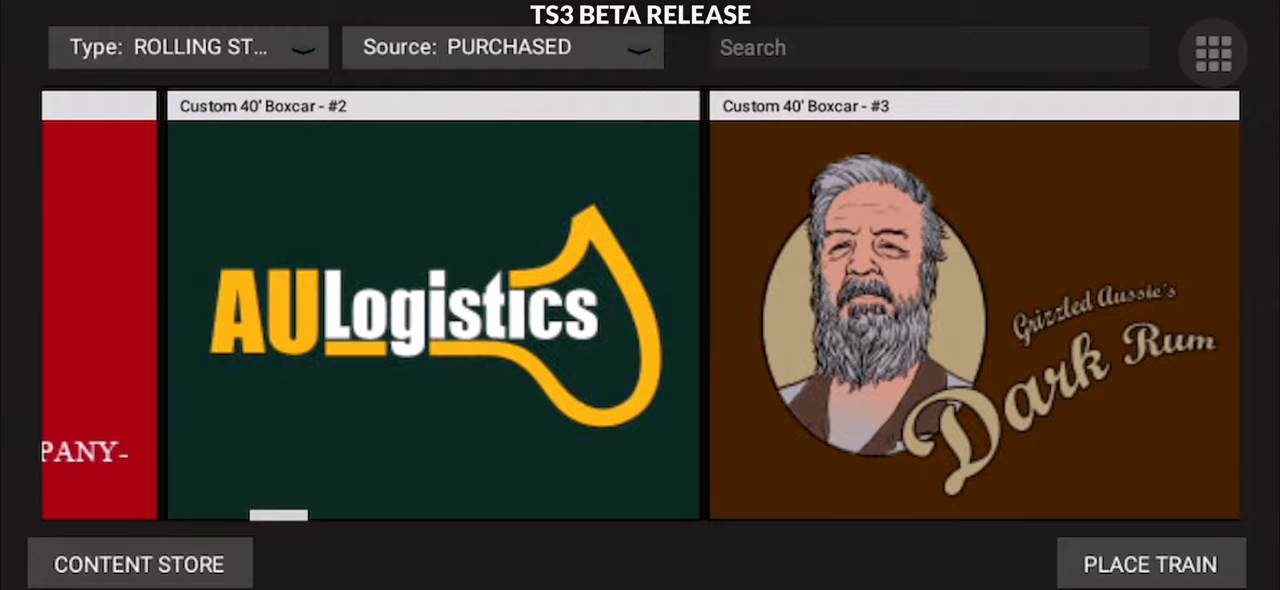 TS3 BETA RELEASE
Type: ROLLING ST... Source: PURCHASED Search
Custom 40' Boxcar - #2
Custom 40' Boxcar - #3
PANY-
AULogistics
Grizzled Aussie's
Dark Rum
CONTENT STORE
PLACE TRAIN